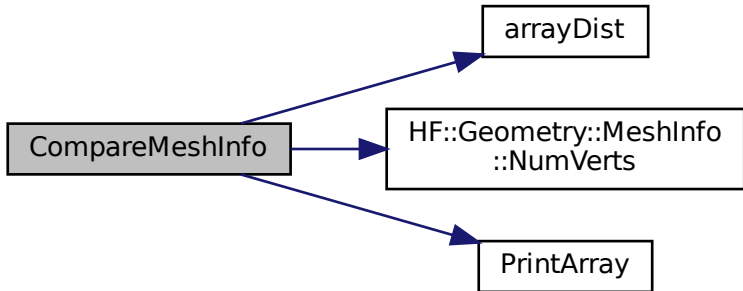 arrayDist
CompareMeshInfo
HF::Geometry::MeshInfo
::NumVerts
PrintArray